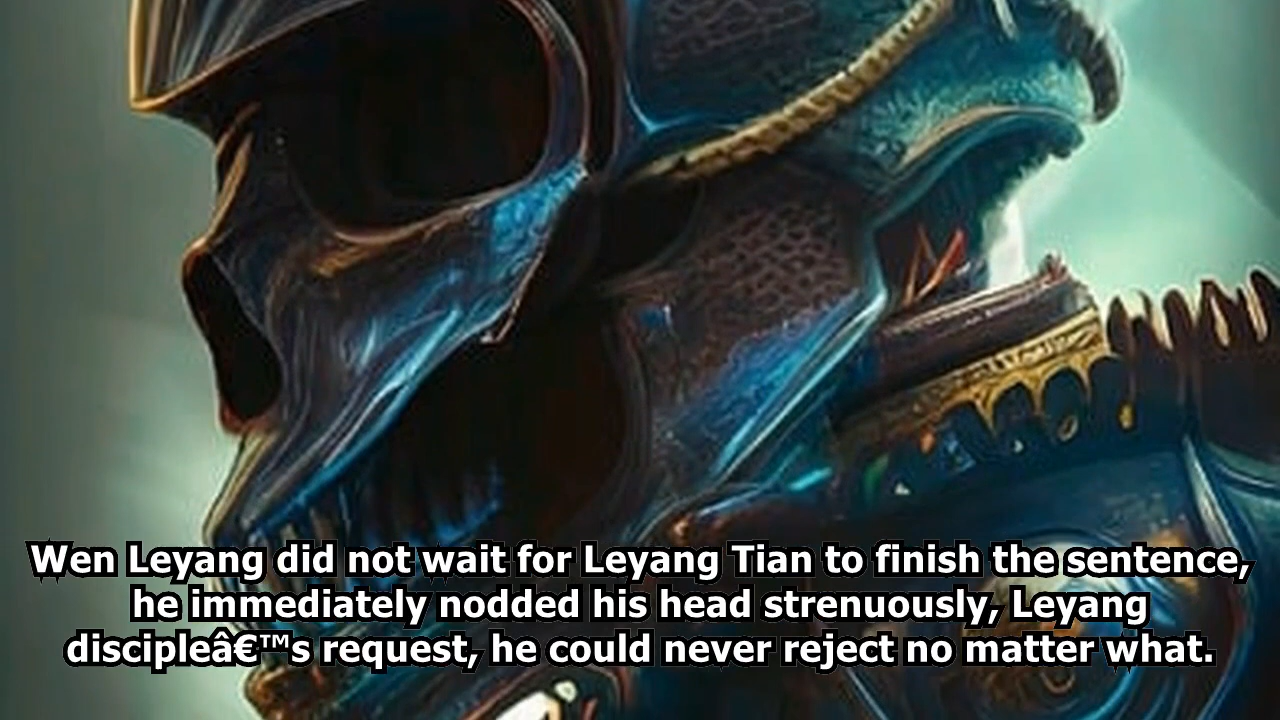 Wen Leyang did not wait for Leyang Tian to finish the sentence,
he immediately nodded his head strenuously, Leyang
discipleâ€™s request, he could never reject no matter what.